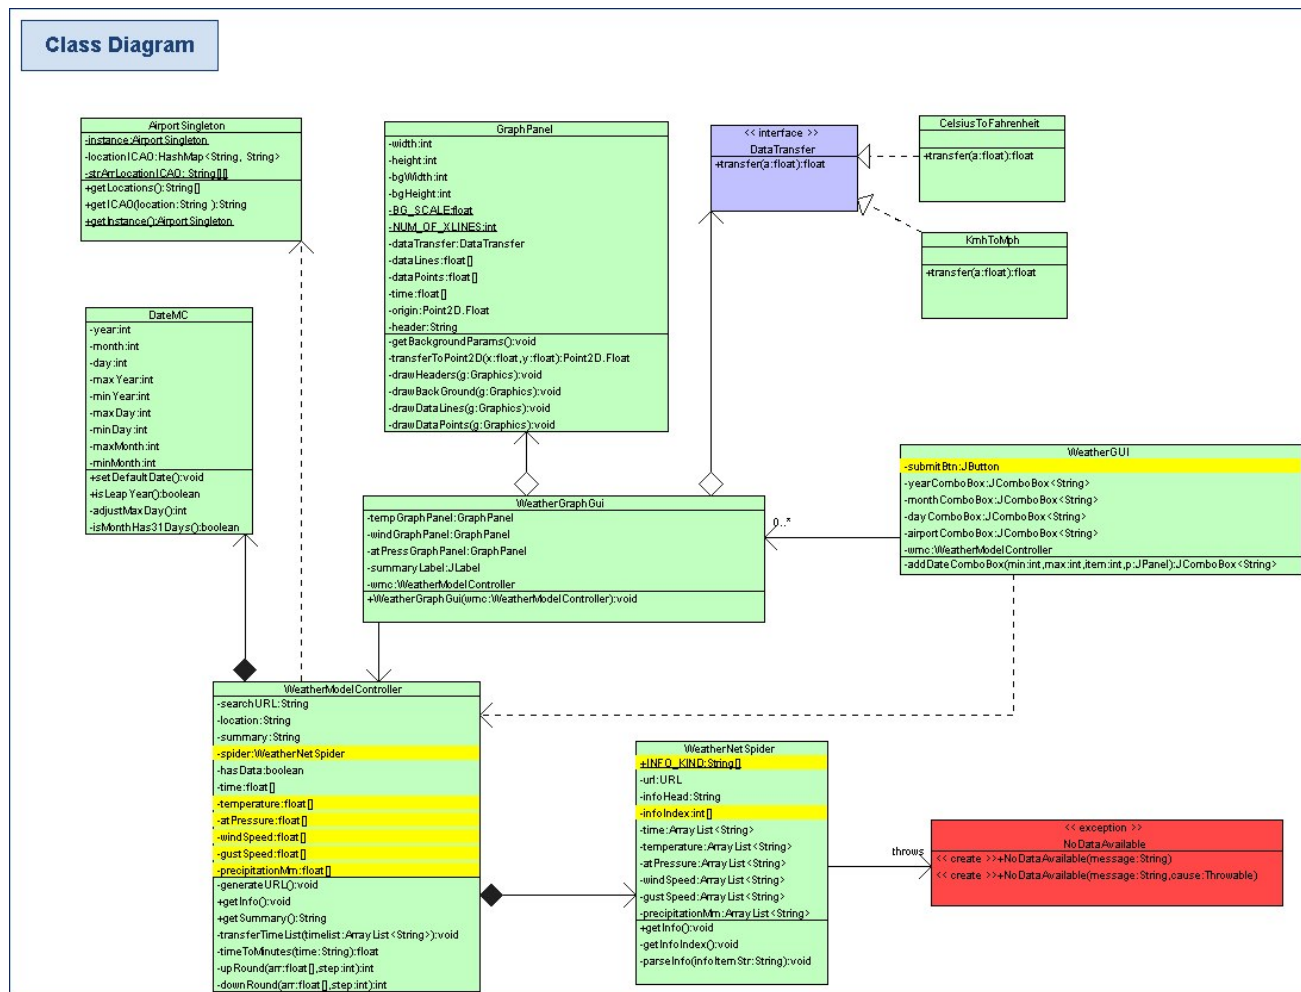 Class Diagram
AirportSingleton
-instance:AirportSingleton
-locationICAO:HashMap<String, String>
-strArrLocationICAO: String[][]
+getLocations():String[]
+getICAO(location:String ):String
+getInstance():AirportSingleton
GraphPanel
-width:int
-height:int
-bgWidth:int
-bgHeight:int
-BG_SCALE:float
-NUM_OF_XLINES:int
-dataTransfer:DataTransfer
-dataLines:float[]
-dataPoints:float[]
-time:float[]
-origin:Point2D.Float
-header:String
-getBackgroundParams():void
-transferToPoint2D(x:float,y:float):Point2D.Float
-drawHeaders(g:Graphics):void
-drawBackGround(g:Graphics):void
-drawDataLines(g:Graphics):void
-drawDataPoints(g:Graphics):void
<< interface >>
DataTransfer
+transfer(a:float):float
CelsiusToFahrenheit
+transfer(a:float):float
KmhToMph
+transfer(a:float):float
DateMC
-year:int
-month:int
-day:int
-maxYear:int
-minYear:int
-maxDay:int
-minDay:int
-maxMonth:int
-minMonth:int
+setDefaultDate():void
+isLeapYear():boolean
-adjustMaxDay():int
-isMonthHas31Days():boolean
WeatherGraphGui
-tempGraphPanel:GraphPanel
-windGraphPanel:GraphPanel
-atPressGraphPanel:GraphPanel
-summaryLabel:JLabel
-wmc:WeatherModelController
+WeatherGraphGui(wmc:WeatherModelController):void
0..*
WeatherGUI
-submitBtn:JButton
-yearComboBox:JComboBox<String>
-monthComboBox:JComboBox<String>
-dayComboBox:JComboBox<String>
-airportComboBox:JComboBox<String>
-wmc:WeatherModelController
-addDateComboBox(min:int,max:int,item:int,p:JPanel):JComboBox<String>
WeatherModelController
-searchURL:String
-location:String
-summary:String
-spider:WeatherNetSpider
-hasData:boolean
-time:float[]
-temperature:float[]
-atPressure:float[]
-windSpeed:float[]
-gustSpeed:float[]
-precipitationMm:float[]
-generateURL():void
+getInfo():void
+getSummary():String
-transferTimeList(timelist:ArrayList<String>):void
-timeToMinutes(time:String):float
-upRound(arr:float[],step:int):int
-downRound(arr:float[],step:int):int
WeatherNetSpider
+INFO_KIND:String[]
-url:URL
-infoHead:String
-infoIndex:int[]
-time:ArrayList<String>
-temperature:ArrayList<String>
-atPressure:ArrayList<String>
-windSpeed:ArrayList<String>
-gustSpeed:ArrayList<String>
-precipitationMm:ArrayList<String>
+getInfo():void
-getInfoIndex():void
-parseInfo(infoItemStr:String):void
throws
<< exception >>
NoDataAvailable
<< create >>+NoDataAvailable(message:String)
<< create >>+NoDataAvailable(message:String,cause:Throwable)